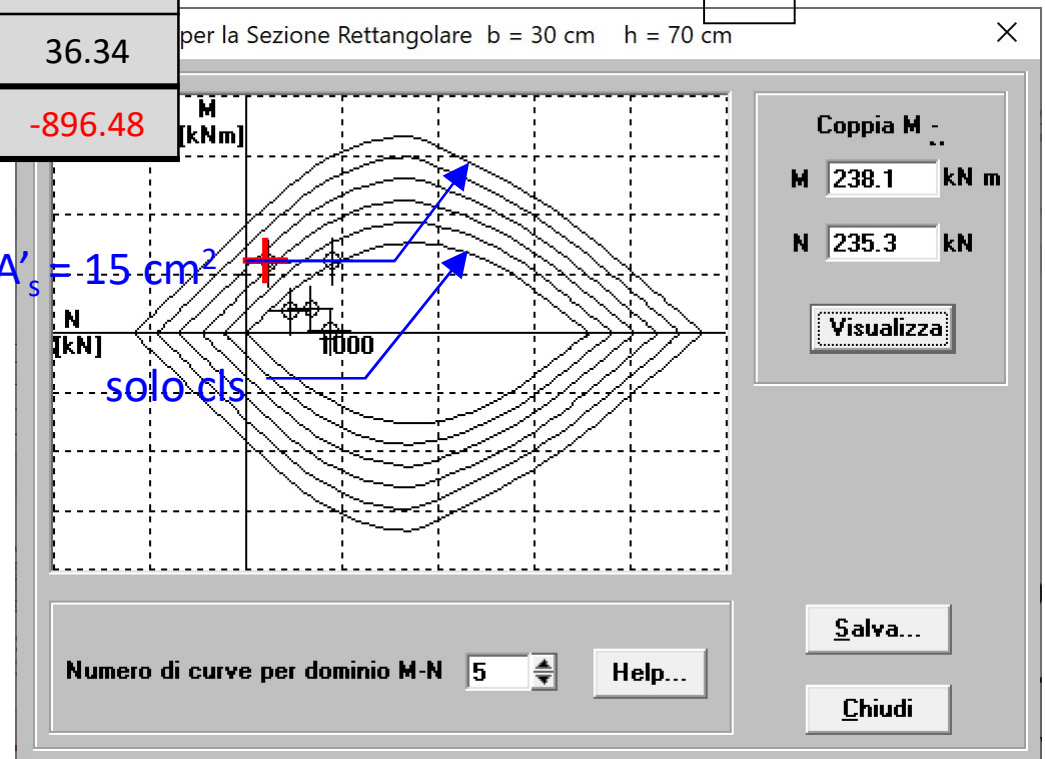 36.34
-896.48
per la Sezione Rettangolare b = 30 cm h = 70 cm
M
[kNm]
Coppia M -
M 238.1 kN m
N 235.3 kN
A's = 15 cm²
N
[kN]
1000
Visualizza
solo cls
Numero di curve per dominio M-N 5
Help...
Salva...
Chiudi